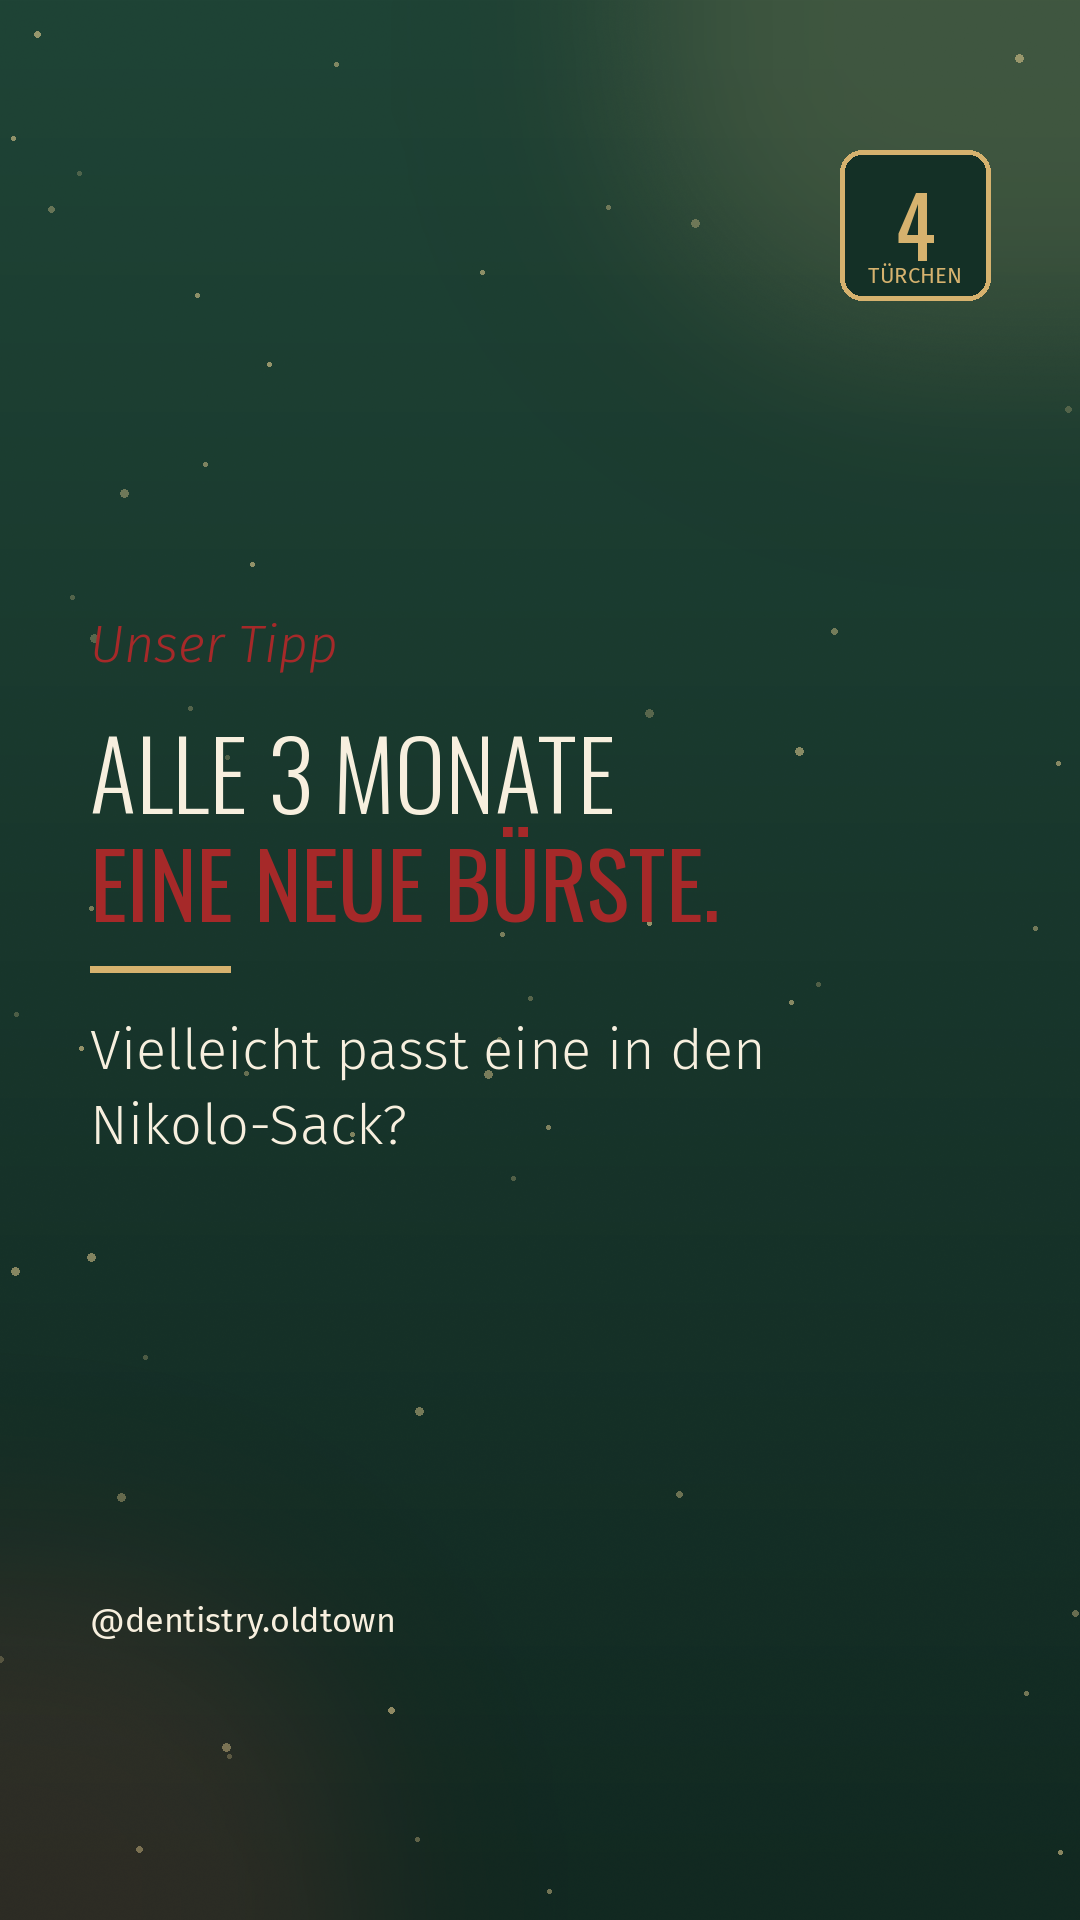 4
TÜRCHEN
Unser Tipp
ALLE 3 MONATE
EINE NEUE BÜRSTE.
Vielleicht passt eine in den
Nikolo-Sack?
@dentistry.oldtown